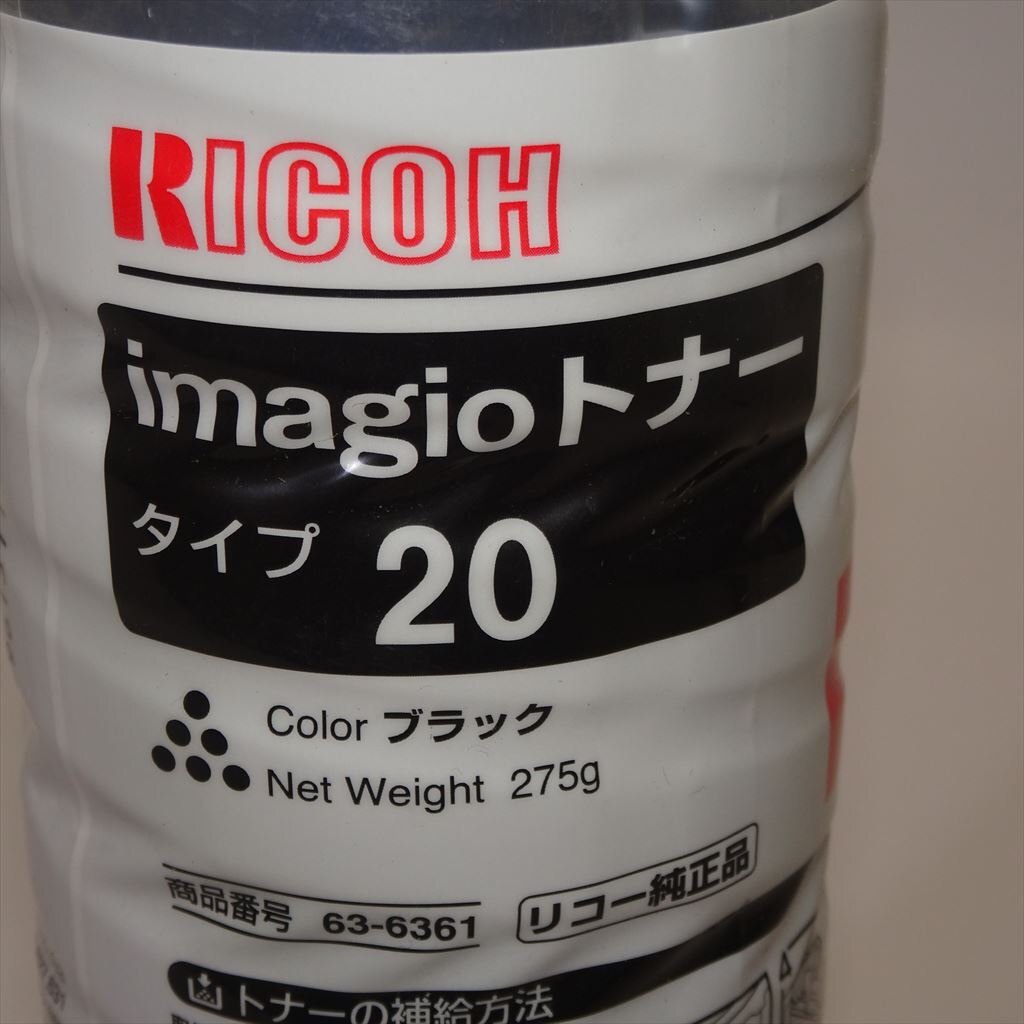 RICOH
imagioトナー
タイプ 20
Color ブラック
Net Weight 275g
商品番号 63-6361
リコー純正品
トナーの補給方法